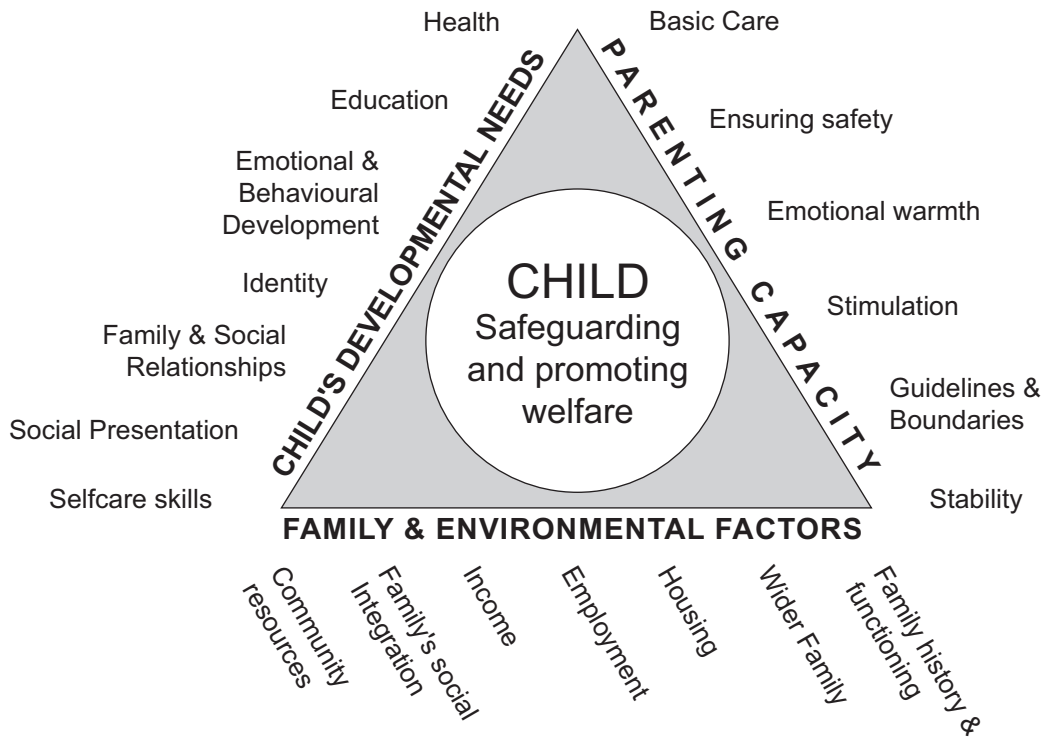 Health
Education
Emotional &
Behavioural
Development
Identity
Family & Social
Relationships
Social Presentation
Selfcare skills
CHILD'S DEVELOPMENTAL NEEDS
Basic Care
Ensuring safety
Emotional warmth
Stimulation
Guidelines &
Boundaries
Stability
PARENTING CAPACITY
CHILD
Safeguarding
and promoting
welfare
FAMILY & ENVIRONMENTAL FACTORS
Community
resources
Family's social
Integration
Income
Employment
Housing
Wider Family
Family history &
functioning